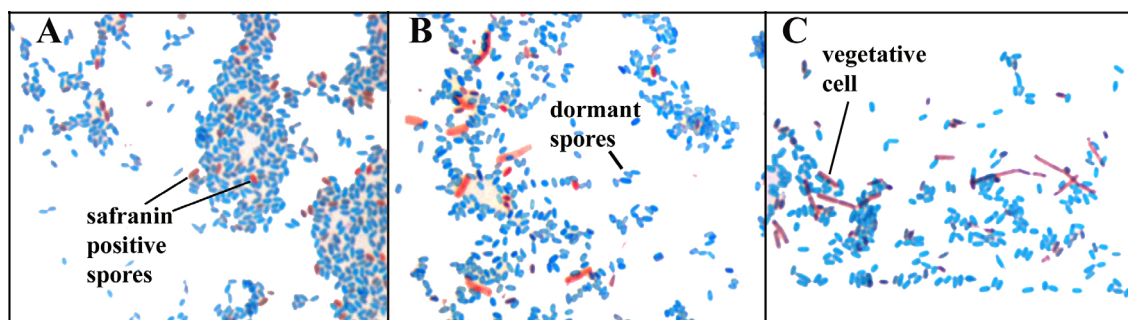 A
safranin
positive
spores
B
dormant
spores
C
vegetative
cell